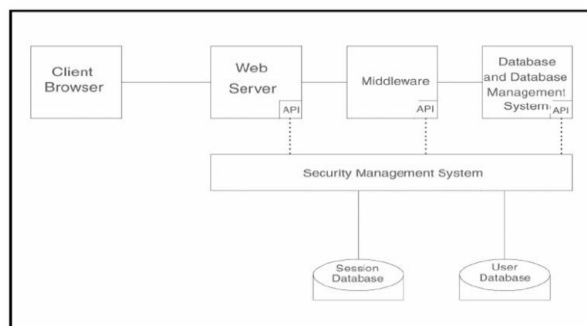 Client
Browser
Web
Server
API
Middleware
API
Database
and Database
Management
System
API
Security Management System
Session
Database
User
Database